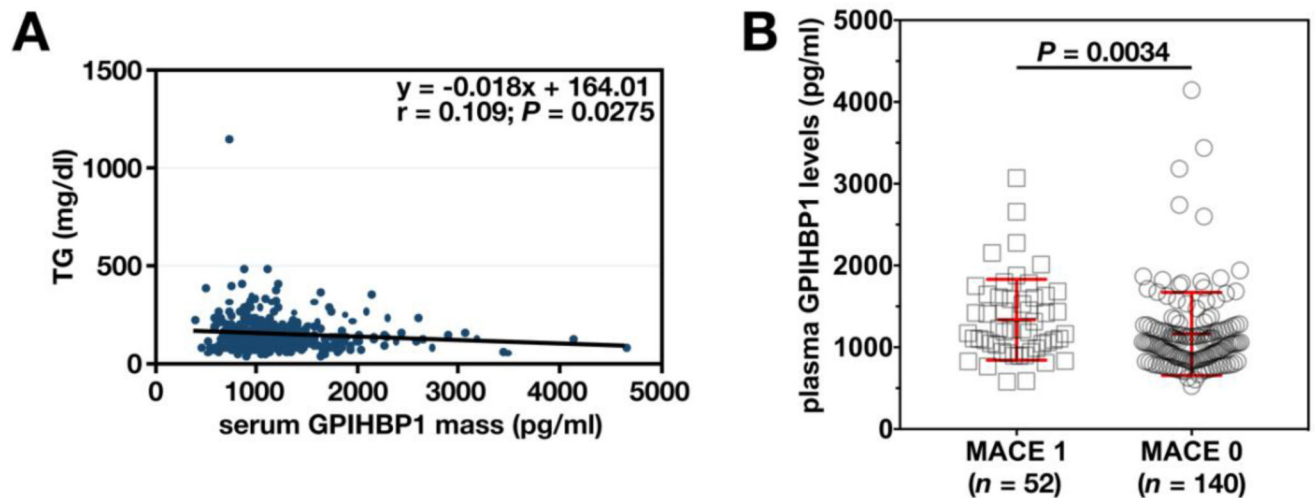 A
1500
1000
500
0
TG (mg/dl)
y = -0.018x + 164.01
r = 0.109; P = 0.0275
0 1000 2000 3000 4000 5000
serum GPIHBP1 mass (pg/ml)
B
5000
4000
3000
2000
1000
0
plasma GPIHBP1 levels (pg/ml)
P = 0.0034
MACE 1 MACE 0
(n = 52) (n = 140)